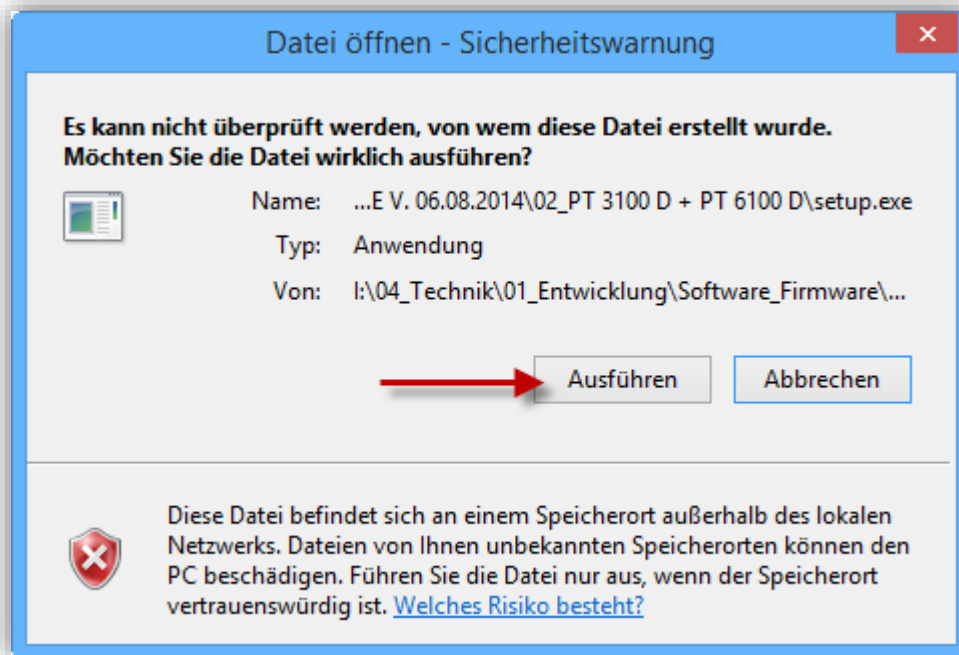 Datei öffnen - Sicherheitswarnung
Es kann nicht überprüft werden, von wem diese Datei erstellt wurde.
Möchten Sie die Datei wirklich ausführen?
Name: ...E V. 06.08.2014\02_PT 3100 D + PT 6100 D\setup.exe
Typ: Anwendung
Von: I:\04_Technik\01_Entwicklung\Software_Firmware\...
Ausführen Abbrechen
Diese Datei befindet sich an einem Speicherort außerhalb des lokalen
Netzwerks. Dateien von Ihnen unbekannten Speicherorten können den
PC beschädigen. Führen Sie die Datei nur aus, wenn der Speicherort
vertrauenswürdig ist. Welches Risiko besteht?